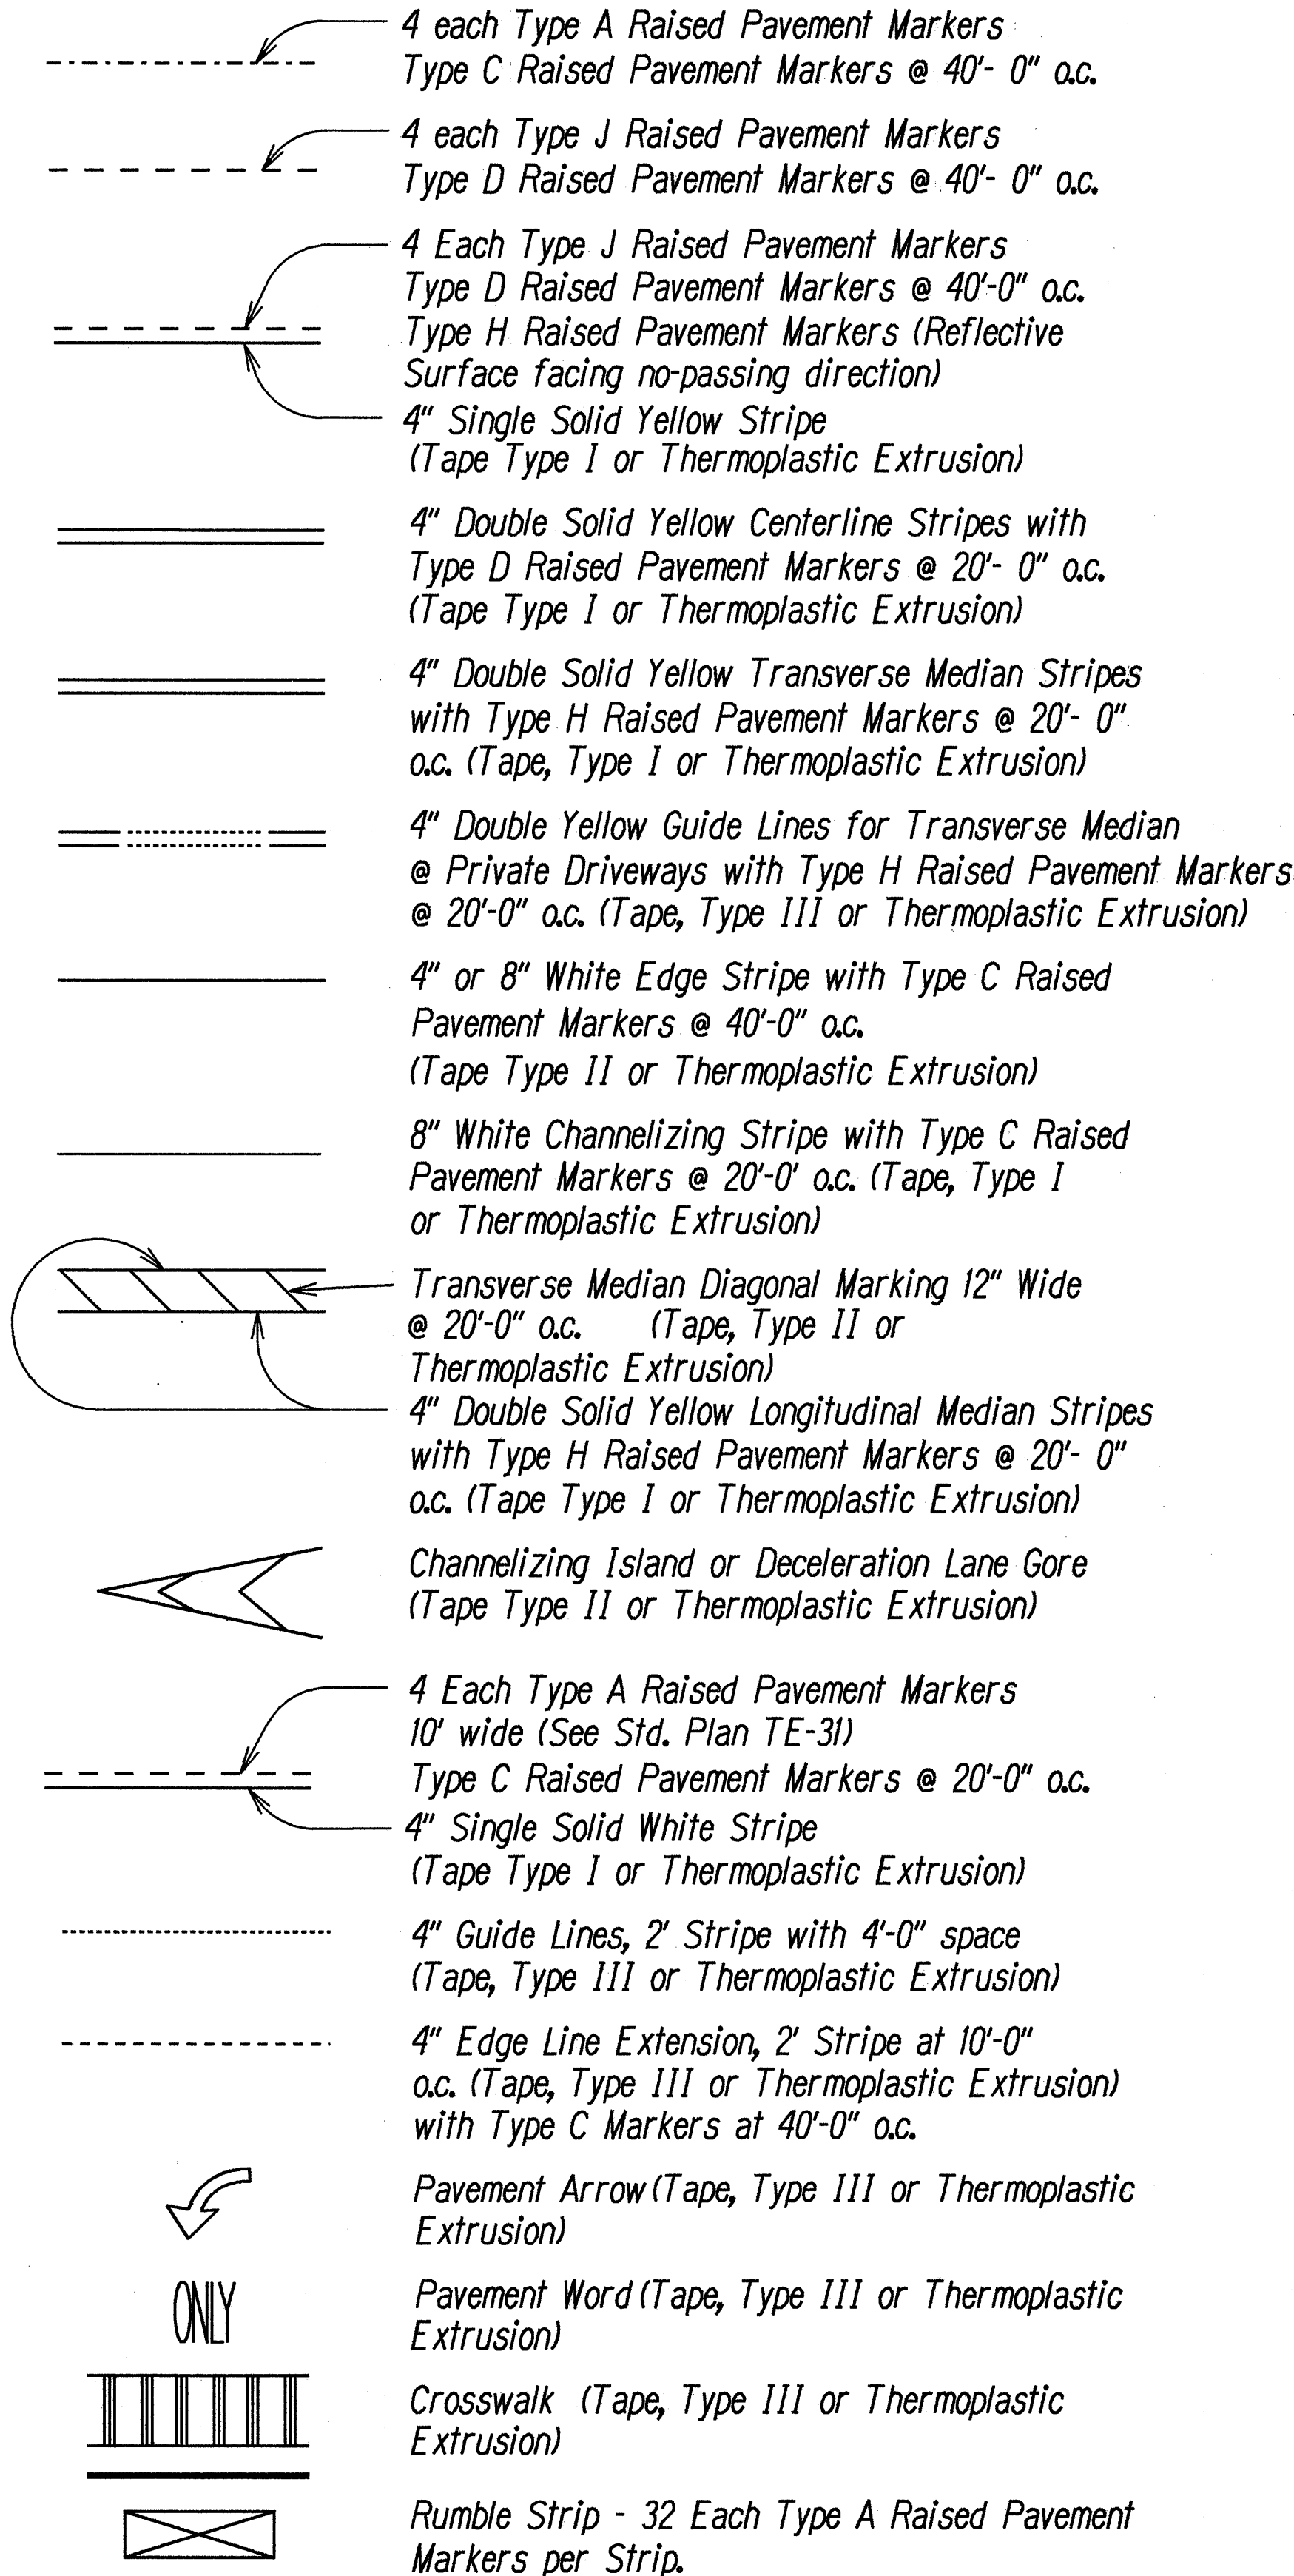 4 each Type A Raised Pavement Markers
Type C Raised Pavement Markers @ 40'- 0" o.c.
4 each Type J Raised Pavement Markers
Type D Raised Pavement Markers @ 40'- 0" o.c.
4 Each Type J Raised Pavement Markers
Type D Raised Pavement Markers @ 40'-0" o.c.
Type H Raised Pavement Markers (Reflective
Surface facing no-passing direction)
4" Single Solid Yellow Stripe
(Tape Type I or Thermoplastic Extrusion)
4" Double Solid Yellow Centerline Stripes with
Type D Raised Pavement Markers @ 20'- 0" o.c.
(Tape Type I or Thermoplastic Extrusion)
4" Double Solid Yellow Transverse Median Stripes
with Type H Raised Pavement Markers @ 20'- 0"
o.c. (Tape, Type I or Thermoplastic Extrusion)
4" Double Yellow Guide Lines for Transverse Median
@ Private Driveways with Type H Raised Pavement Markers
@ 20'-0" o.c. (Tape, Type III or Thermoplastic Extrusion)
4" or 8" White Edge Stripe with Type C Raised
Pavement Markers @ 40'-0" o.c.
(Tape Type II or Thermoplastic Extrusion)
8" White Channelizing Stripe with Type C Raised
Pavement Markers @ 20'-0' o.c. (Tape, Type I
or Thermoplastic Extrusion)
Transverse Median Diagonal Marking 12" Wide
@ 20'-0" o.c. (Tape, Type II or
Thermoplastic Extrusion)
4" Double Solid Yellow Longitudinal Median Stripes
with Type H Raised Pavement Markers @ 20'- 0"
o.c. (Tape Type I or Thermoplastic Extrusion)
Channelizing Island or Deceleration Lane Gore
(Tape Type II or Thermoplastic Extrusion)
4 Each Type A Raised Pavement Markers
10' wide (See Std. Plan TE-31)
Type C Raised Pavement Markers @ 20'-0" o.c.
4" Single Solid White Stripe
(Tape Type I or Thermoplastic Extrusion)
4" Guide Lines, 2' Stripe with 4'-0" space
(Tape, Type III or Thermoplastic Extrusion)
4" Edge Line Extension, 2' Stripe at 10'-0"
o.c. (Tape, Type III or Thermoplastic Extrusion)
with Type C Markers at 40'-0" o.c.
Pavement Arrow (Tape, Type III or Thermoplastic
Extrusion)
ONLY
Pavement Word (Tape, Type III or Thermoplastic
Extrusion)
Crosswalk (Tape, Type III or Thermoplastic
Extrusion)
Rumble Strip - 32 Each Type A Raised Pavement
Markers per Strip.